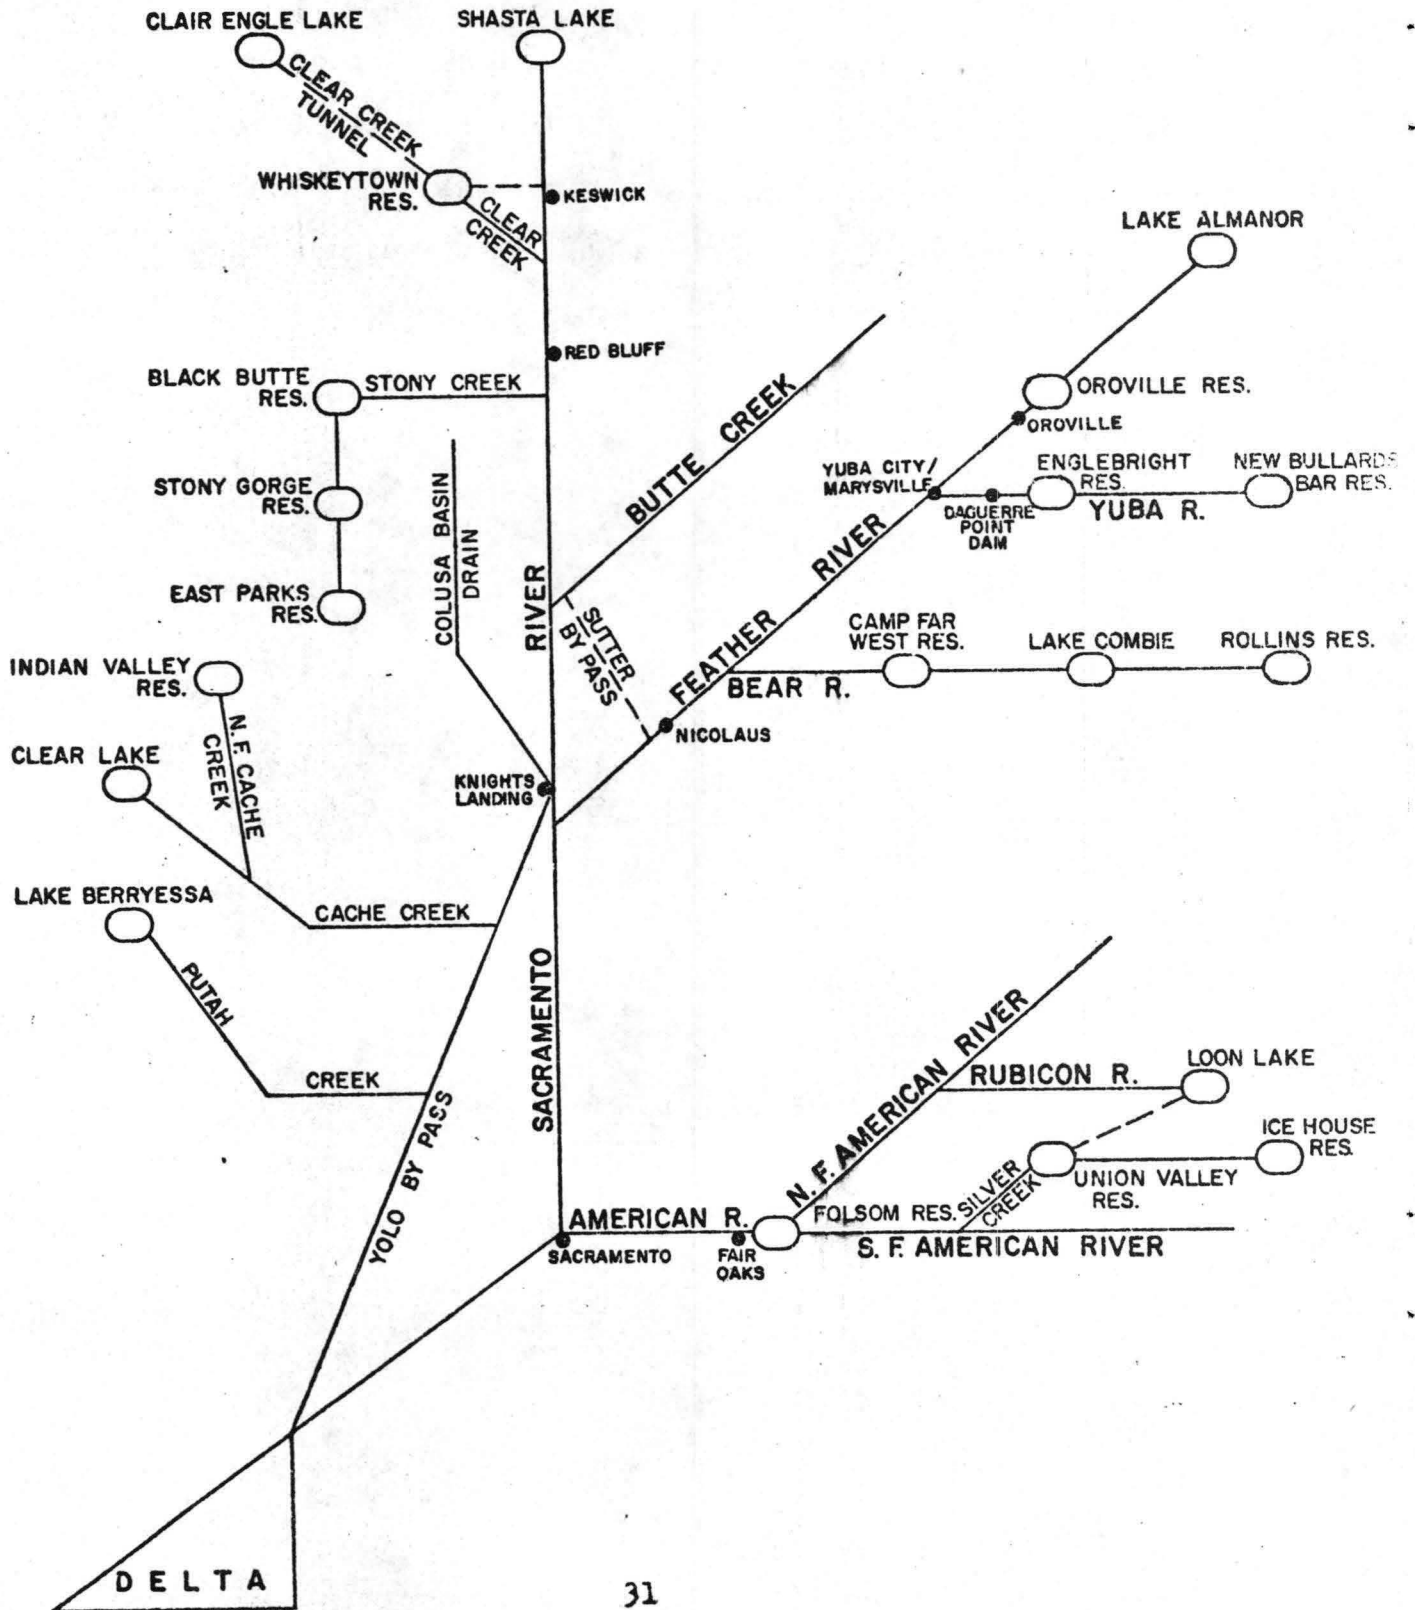 CLAIR ENGLE LAKE
SHASTA LAKE
CLEAR CREEK
TUNNEL
WHISKEYTOWN
RES.
KESWICK
CLEAR
CREEK
LAKE ALMANOR
RED BLUFF
BLACK BUTTE
RES.
STONY CREEK
BUTTE CREEK
OROVILLE RES.
OROVILLE
STONY GORGE
RES.
YUBA CITY/
MARYSVILLE
ENGLEBRIGHT
RES.
NEW BULLARDS
BAR RES.
DAGUERRE
POINT
DAM
YUBA R.
COLUSA BASIN
DRAIN
EAST PARKS
RES.
RIVER
SUTTER
BY PASS
FEATHER RIVER
CAMP FAR
WEST RES.
LAKE COMBIE
ROLLINS RES.
BEAR R.
INDIAN VALLEY
RES.
N. F. CACHE
CREEK
NICOLAUS
CLEAR LAKE
KNIGHTS
LANDING
LAKE BERRYESSA
CACHE CREEK
PUTAH
CREEK
SACRAMENTO
YOLO BY PASS
N. F. AMERICAN RIVER
RUBICON R.
LOON LAKE
ICE HOUSE
RES.
UNION VALLEY
RES.
SILVER
CREEK
FOLSOM RES.
AMERICAN R.
S. F. AMERICAN RIVER
SACRAMENTO
FAIR
OAKS
DELTA
31